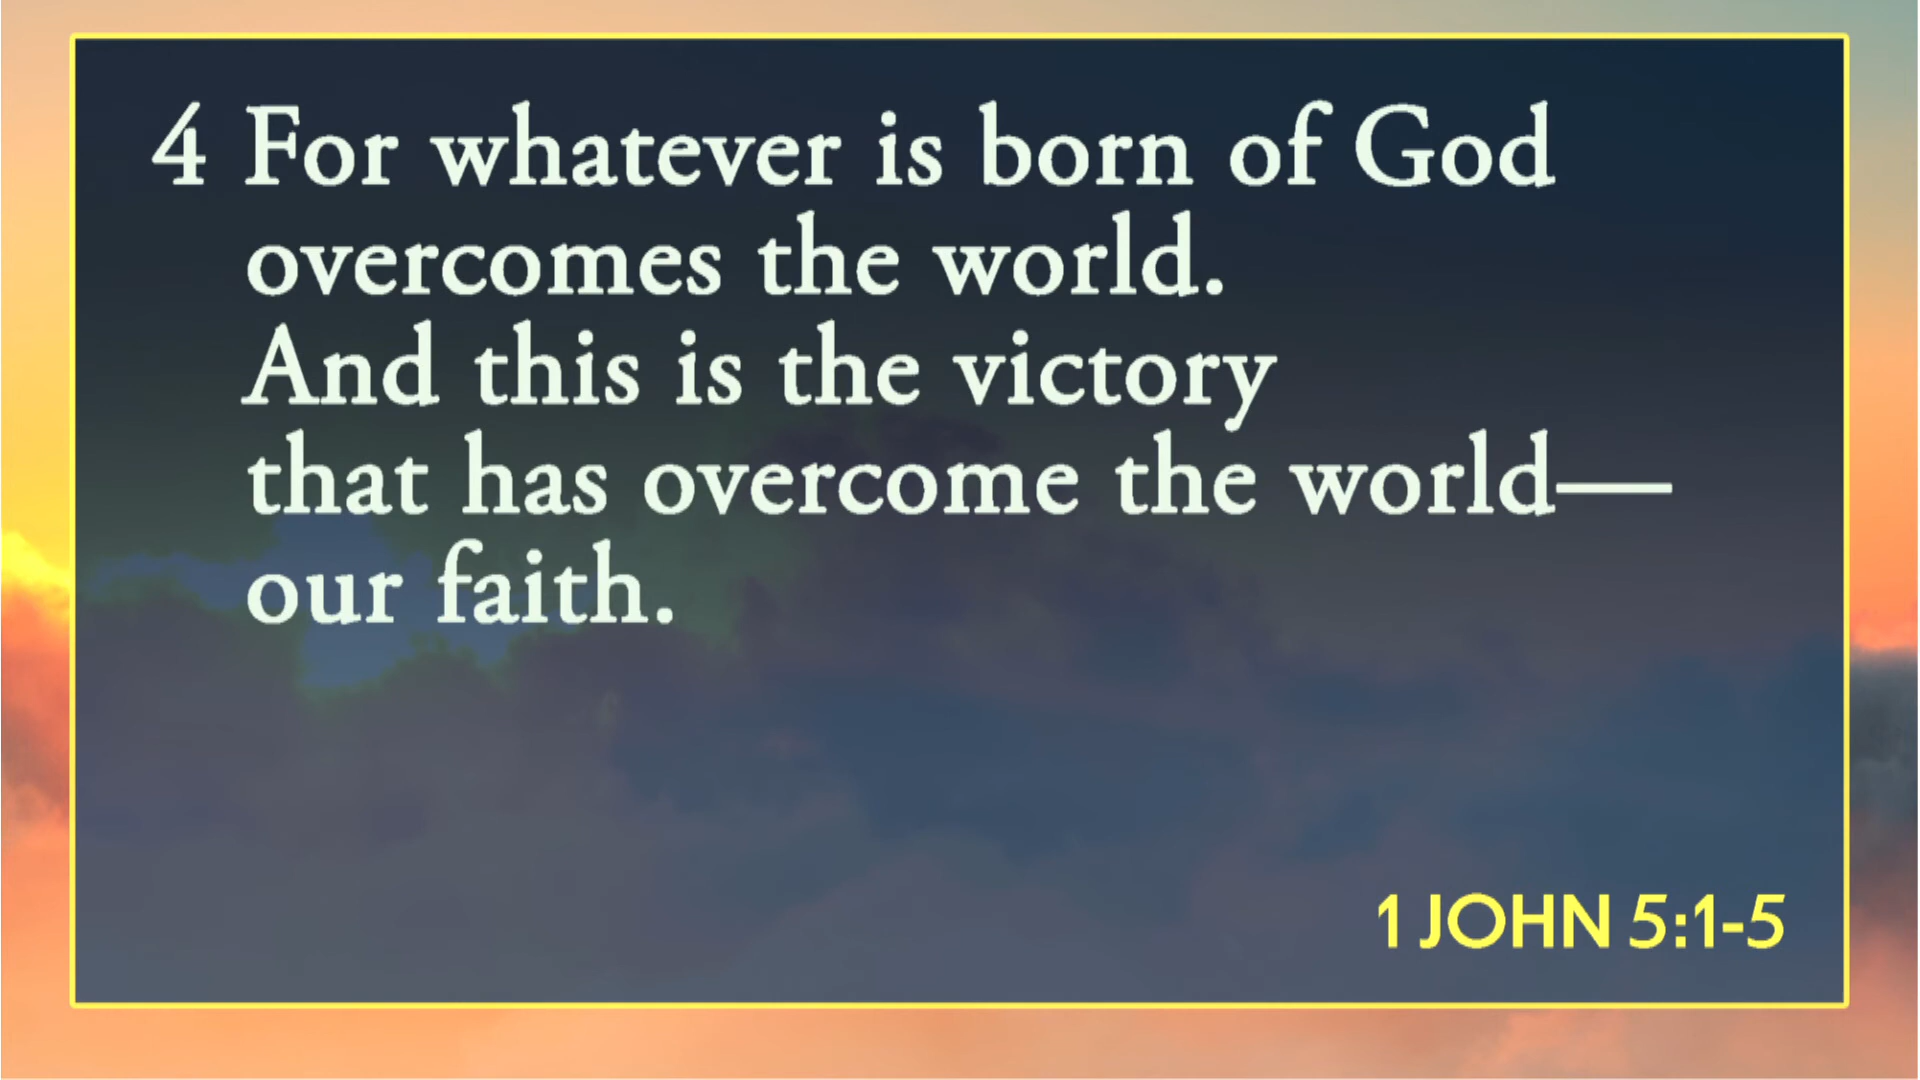 4 For whatever is born of God
overcomes the world.
And this is the victory
that has overcome the world—
our faith.
1 JOHN 5:1-5